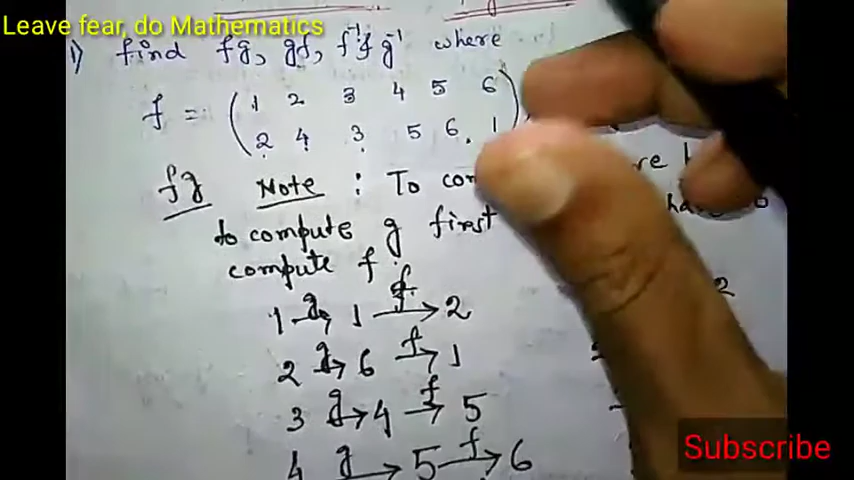 Leave fear, do Mathematics
1) find fg, gf, f⁻¹, g⁻¹ where
1 2 3 4 5 6
f =
2 4 3 5 6 1
fg Note : To
to compute g first
compute f.
1 g→ 1 f→ 2
2 g→ 6 f→ 1
3 g→ 4 f→ 5
4 g→ 5 f→ 6
Subscribe